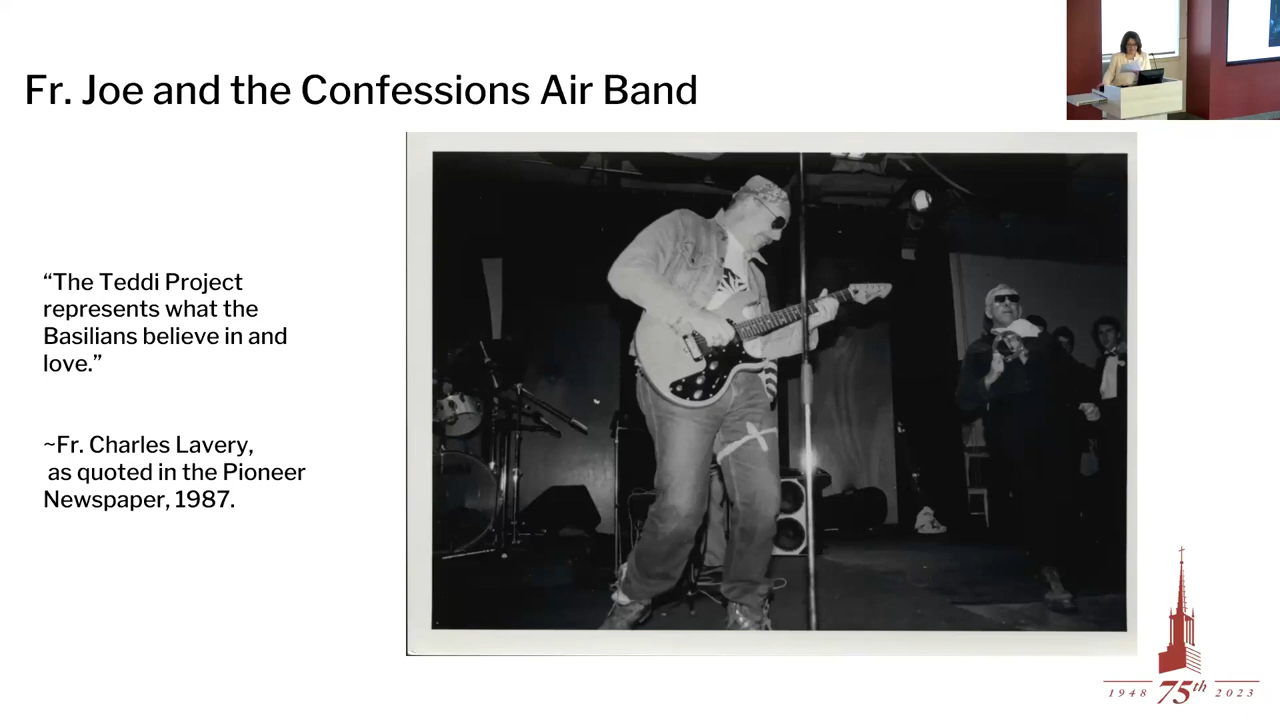 Fr. Joe and the Confessions Air Band
“The Teddi Project
represents what the
Basilians believe in and
love.”
~Fr. Charles Lavery,
as quoted in the Pioneer
Newspaper, 1987.
1948 75th 2023